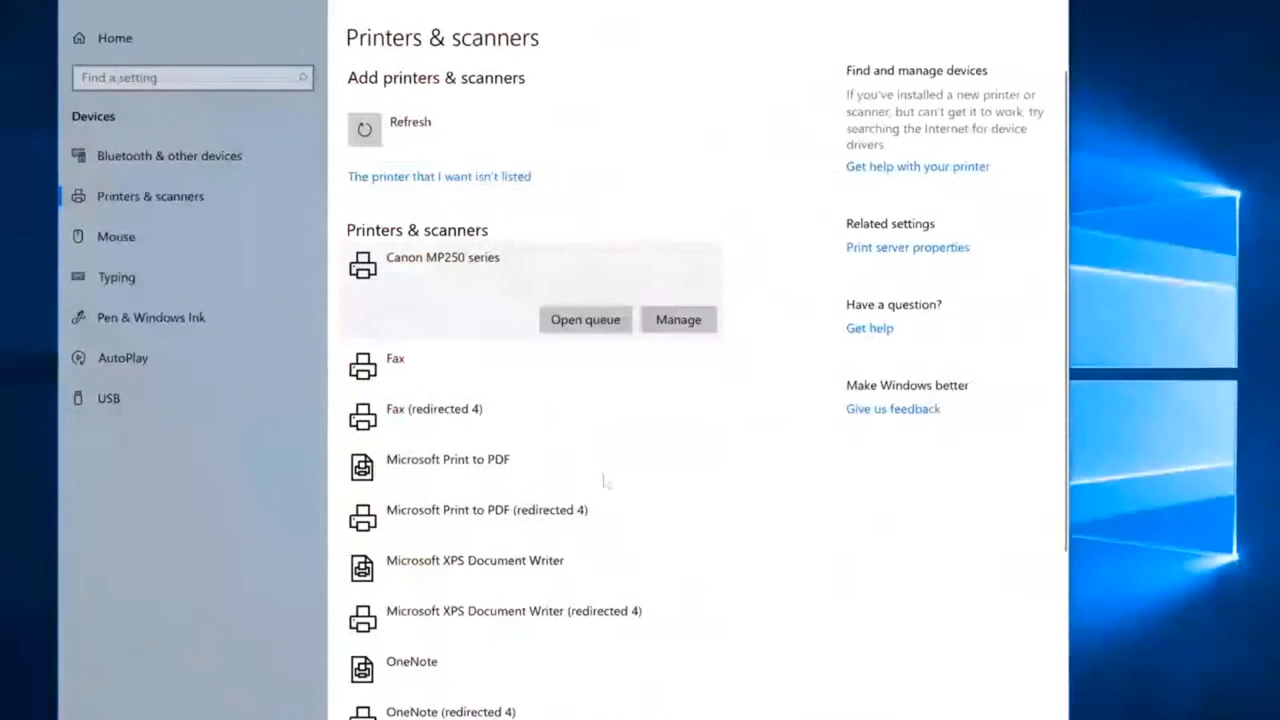 Home
Find a setting
Devices
Bluetooth & other devices
Printers & scanners
Mouse
Typing
Pen & Windows Ink
AutoPlay
USB
Printers & scanners
Add printers & scanners
Refresh
The printer that I want isn't listed
Printers & scanners
Canon MP250 series
Open queue
Manage
Fax
Fax (redirected 4)
Microsoft Print to PDF
Microsoft Print to PDF (redirected 4)
Microsoft XPS Document Writer
Microsoft XPS Document Writer (redirected 4)
OneNote
OneNote (redirected 4)
Find and manage devices
If you've installed a new printer or
scanner, but can't get it to work, try
searching the Internet for device
drivers
Get help with your printer
Related settings
Print server properties
Have a question?
Get help
Make Windows better
Give us feedback